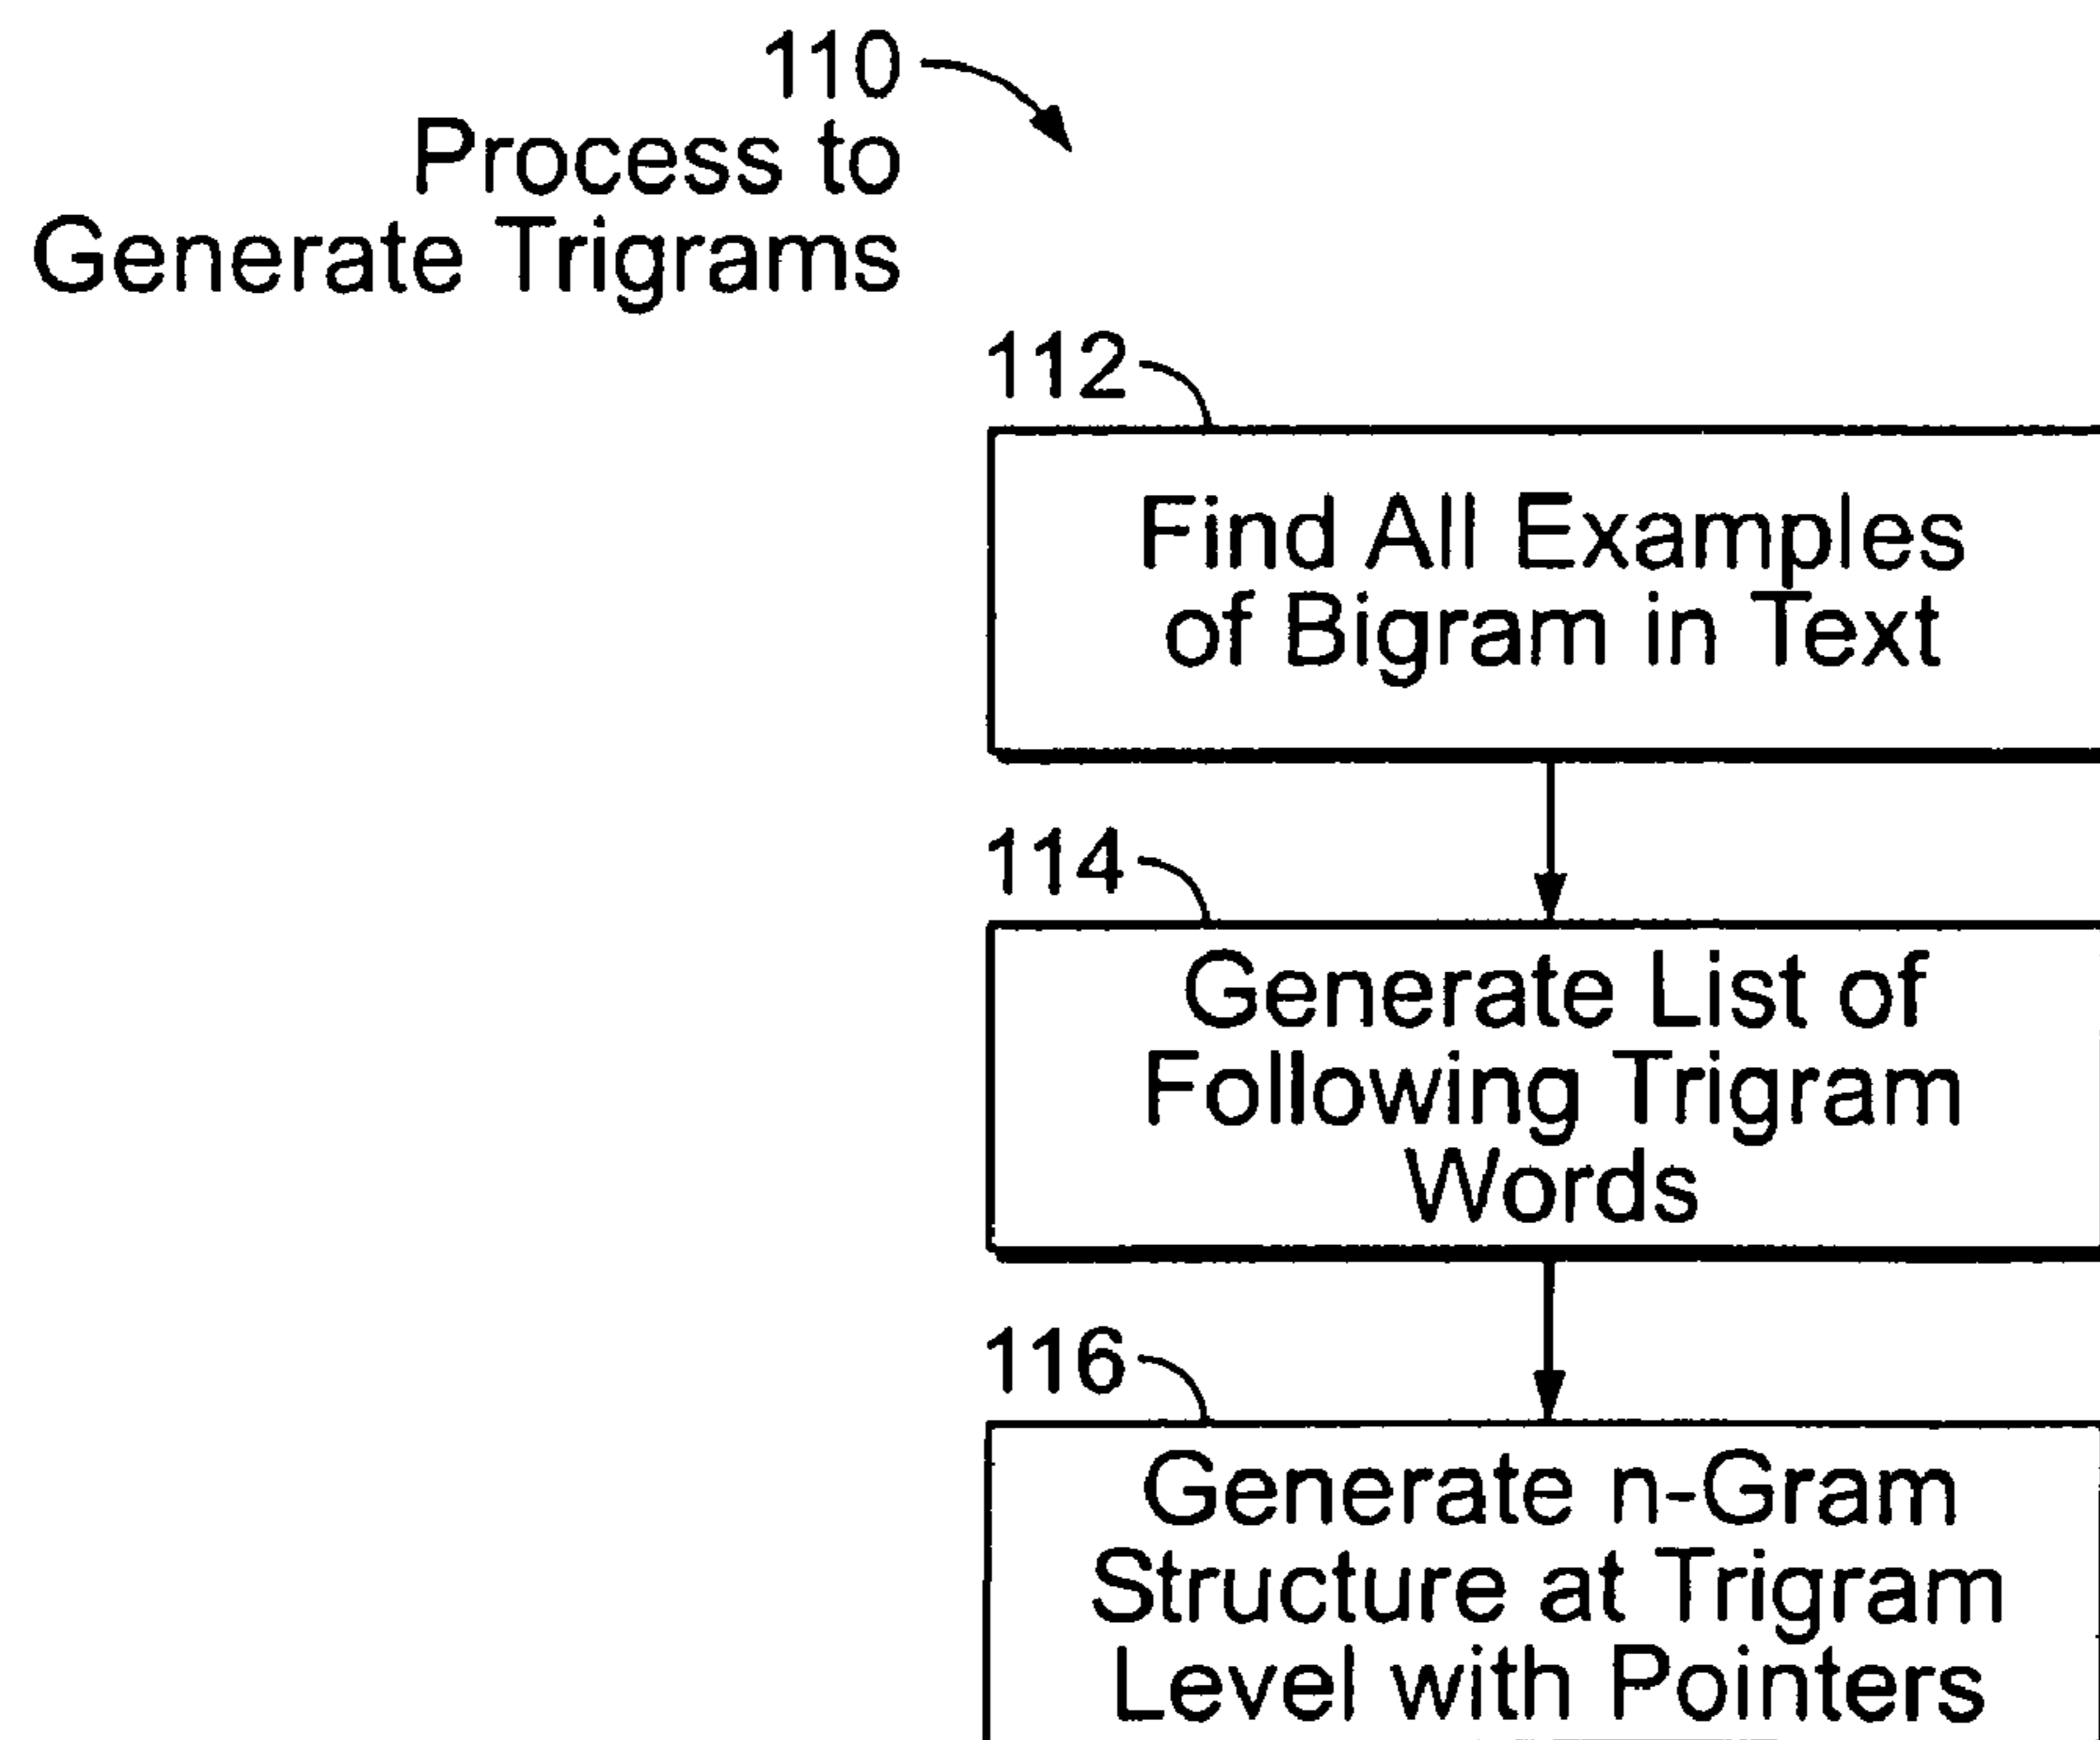 110
Process to
Generate Trigrams
112
Find All Examples
of Bigram in Text
114
Generate List of
Following Trigram
Words
116
Generate n-Gram
Structure at Trigram
Level with Pointers